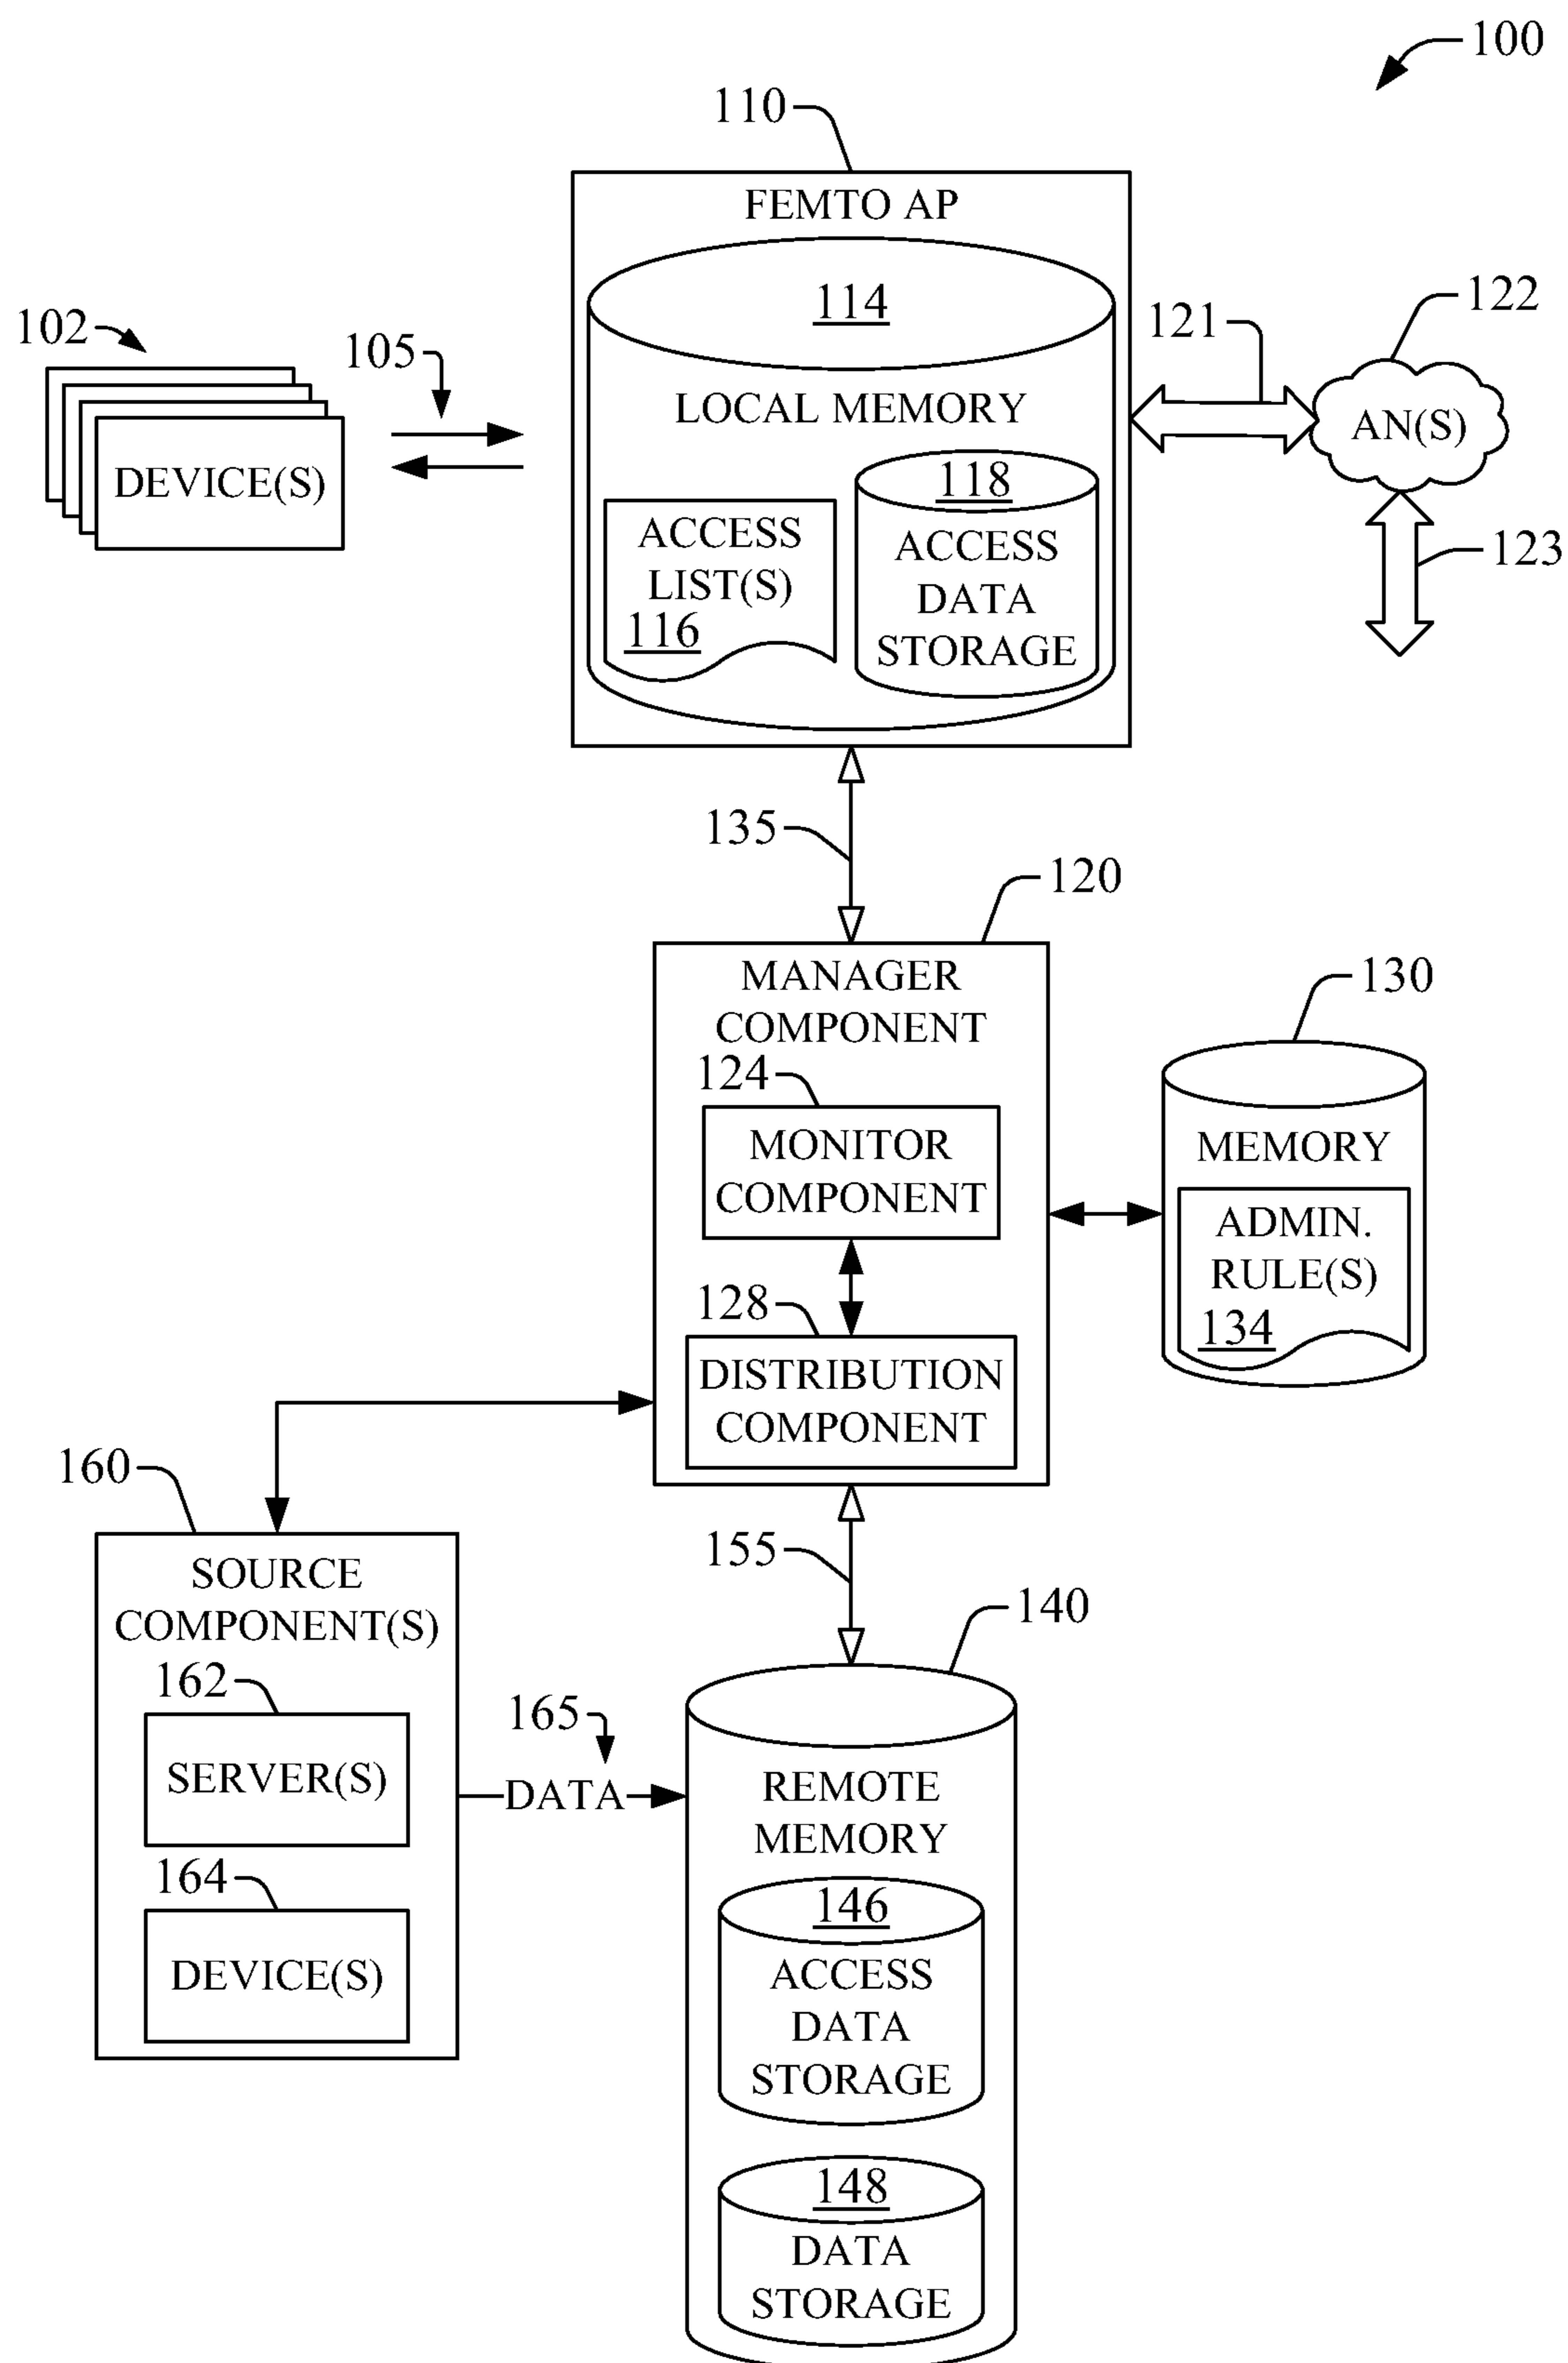 100
110
FEMTO AP
114
LOCAL MEMORY
ACCESS
LIST(S)
116
118
ACCESS
DATA
STORAGE
102
105
DEVICE(S)
121
122
AN(S)
123
135
120
MANAGER
COMPONENT
124
MONITOR
COMPONENT
128
DISTRIBUTION
COMPONENT
130
MEMORY
ADMIN.
RULE(S)
134
160
SOURCE
COMPONENT(S)
162
SERVER(S)
164
DEVICE(S)
155
165
DATA
140
REMOTE
MEMORY
146
ACCESS
DATA
STORAGE
148
DATA
STORAGE